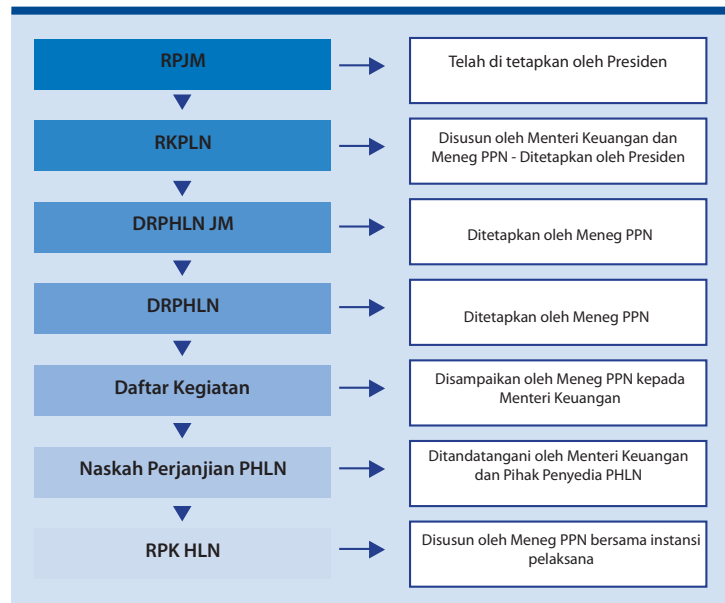 RPJM
Telah di tetapkan oleh Presiden
RKPLN
Disusun oleh Menteri Keuangan dan
Meneg PPN - Ditetapkan oleh Presiden
DRPHLN JM
Ditetapkan oleh Meneg PPN
DRPHLN
Ditetapkan oleh Meneg PPN
Daftar Kegiatan
Disampaikan oleh Meneg PPN kepada
Menteri Keuangan
Naskah Perjanjian PHLN
Ditandatangani oleh Menteri Keuangan
dan Pihak Penyedia PHLN
RPK HLN
Disusun oleh Meneg PPN bersama instansi
pelaksana